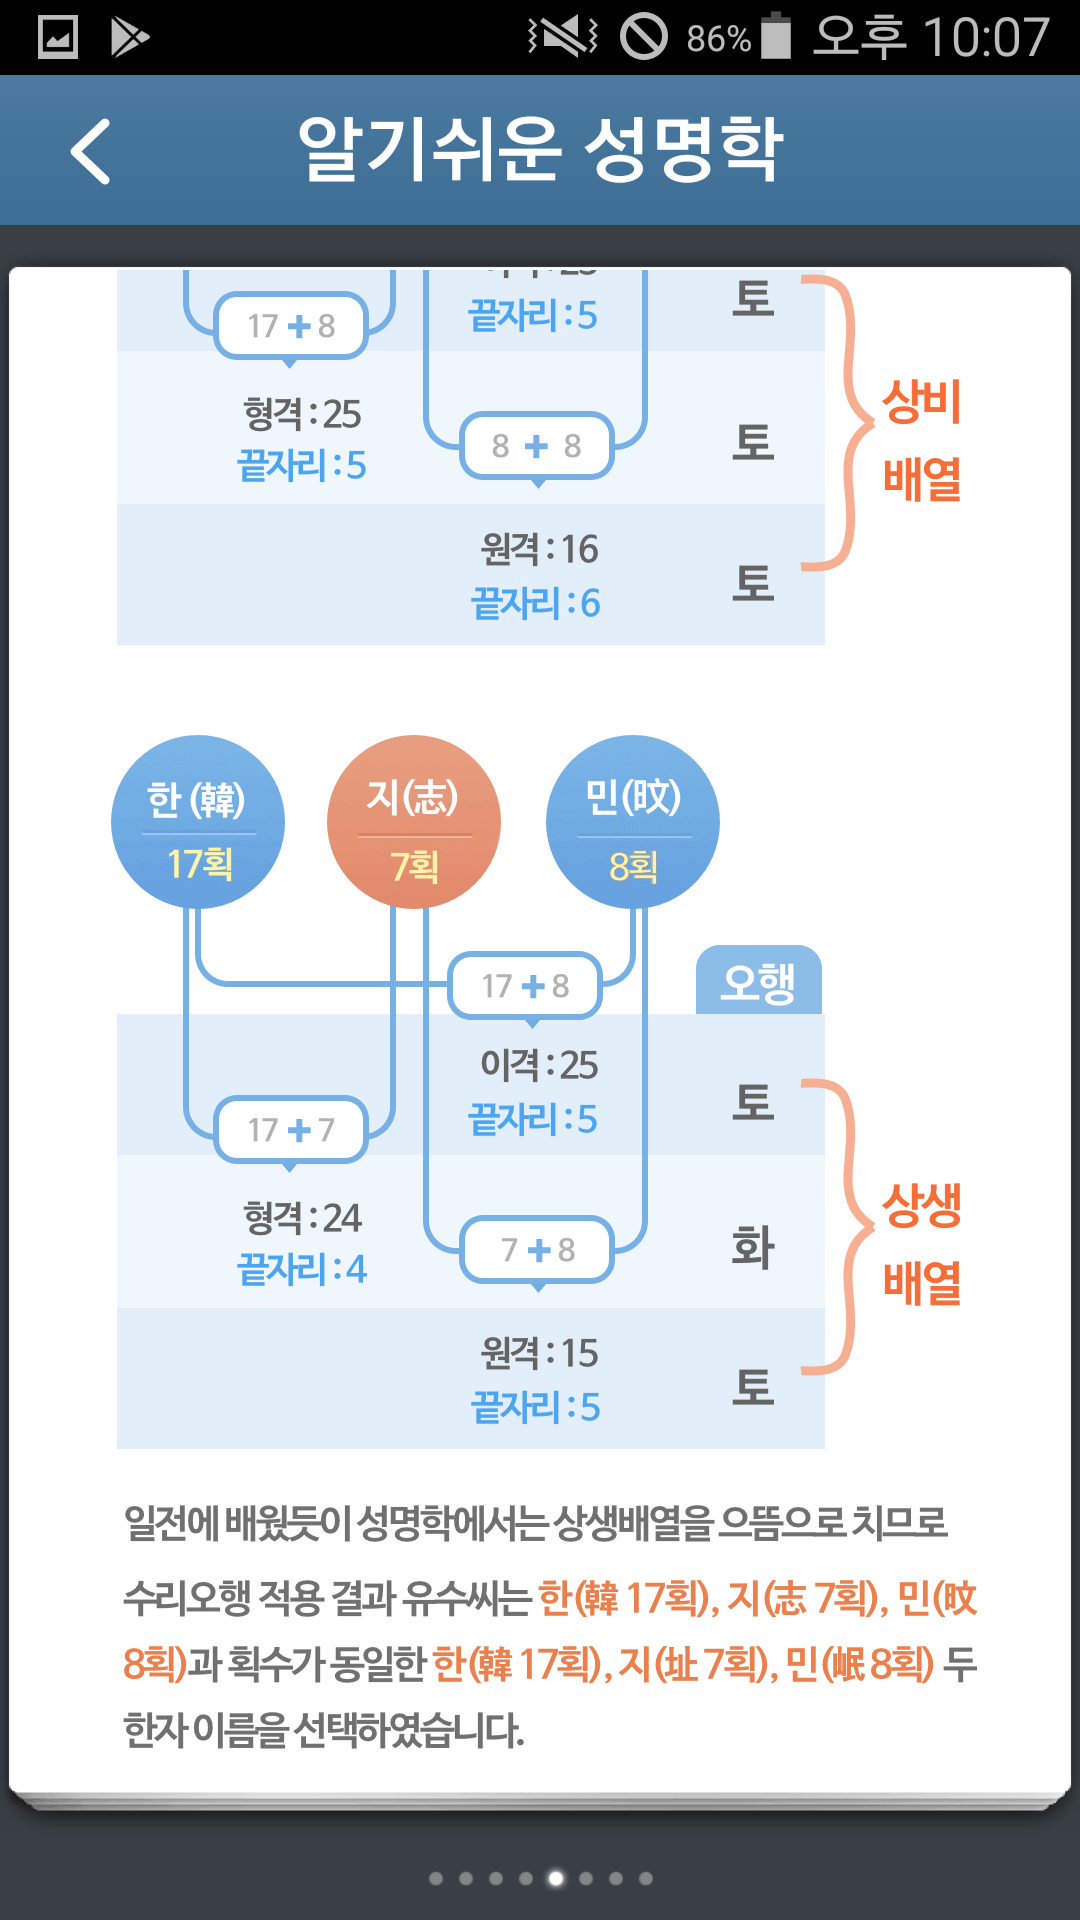 86% 오후 10:07
알기쉬운 성명학
끝자리 : 5
토
17 + 8
상비
배열
형격 : 25
끝자리 : 5
8 + 8
토
원격 : 16
끝자리 : 6
토
한 (韓)
17획
지(志)
7획
민(旼)
8획
17 + 8
오행
이격 : 25
끝자리 : 5
토
17 + 7
상생
배열
형격 : 24
끝자리 : 4
7 + 8
화
원격 : 15
끝자리 : 5
토
일전에 배웠듯이 성명학에서는 상생배열을 으뜸으로 치므로
수리오행 적용 결과 유수씨는 한(韓 17획), 지(志 7획), 민(旼
8획)과 획수가 동일한 한(韓 17획), 지(址 7획), 민(岷 8획) 두
한자 이름을 선택하였습니다.